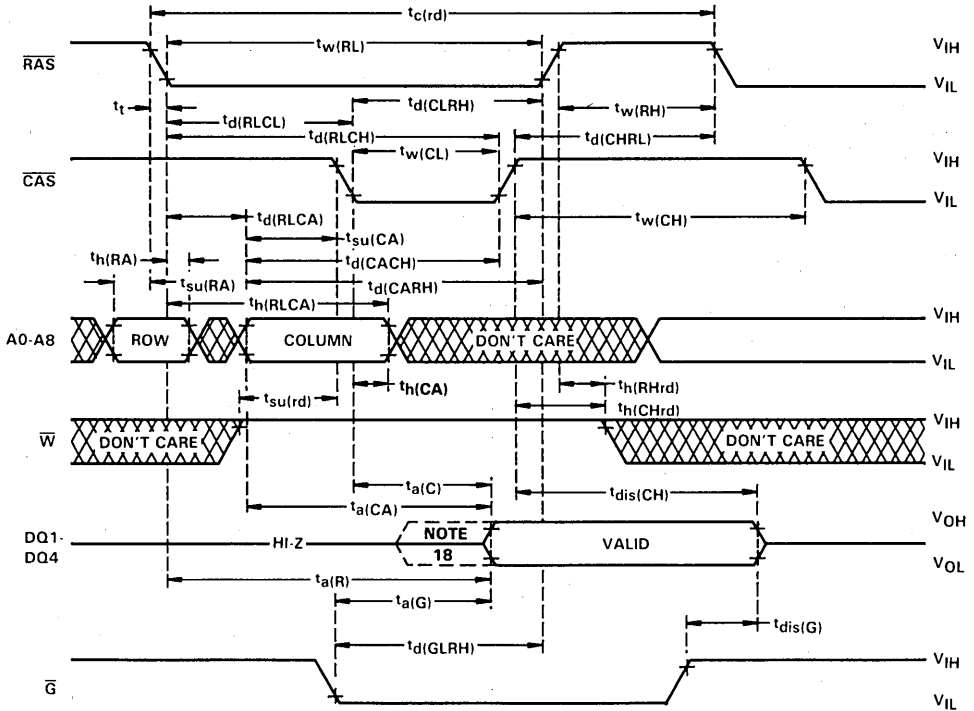 tc(rd)
RAS
tw(RL)
VIH
VIL
tt
td(CLRH)
tw(RH)
td(RLCL)
td(RLCH)
td(CHRL)
CAS
tw(CL)
VIH
VIL
td(RLCA)
tw(CH)
tsu(CA)
th(RA)
td(CACH)
tsu(RA)
td(CARH)
th(RLCA)
A0-A8
ROW
COLUMN
DON'T CARE
VIH
VIL
th(CA)
th(RHrd)
tsu(rd)
th(CHrd)
W
DON'T CARE
DON'T CARE
VIH
VIL
ta(C)
tdis(CH)
ta(CA)
DQ1-
DQ4
HI-Z
NOTE
18
VALID
VOH
VOL
ta(R)
ta(G)
tdis(G)
td(GLRH)
G
VIH
VIL